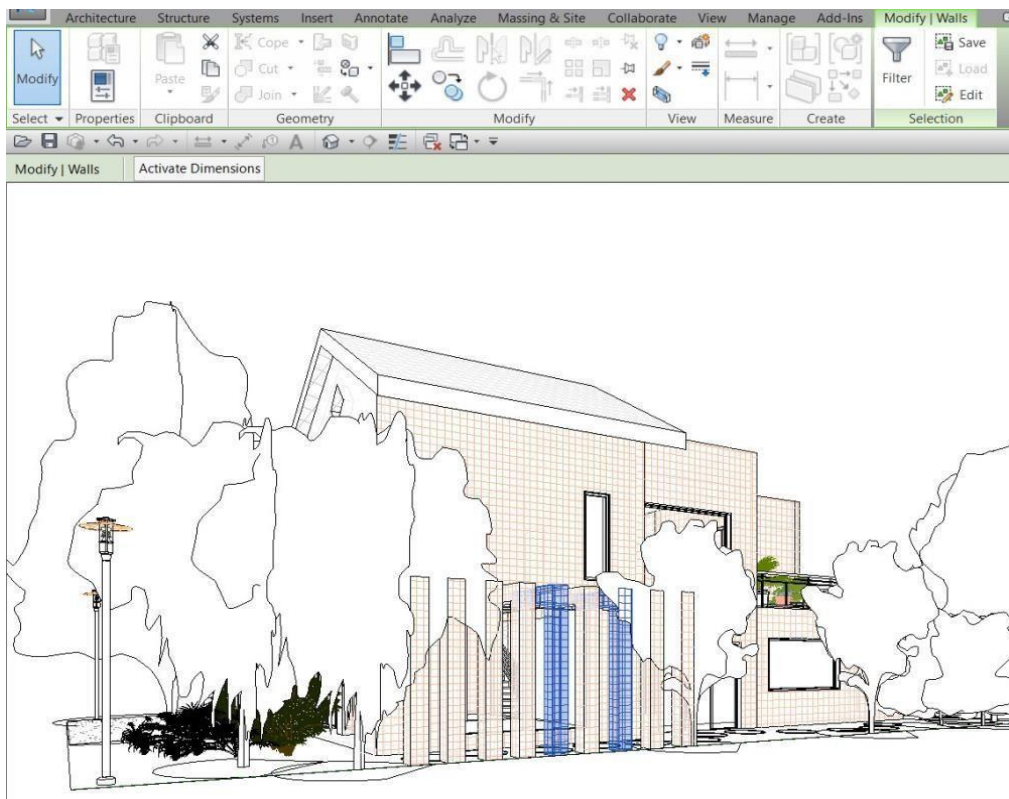 Architecture Structure Systems Insert Annotate Analyze Massing & Site Collaborate View Manage Add-Ins Modify | Walls
Modify Paste Cope Cut Join Filter Save Load Edit
Select Properties Clipboard Geometry Modify View Measure Create Selection
A
Modify | Walls Activate Dimensions